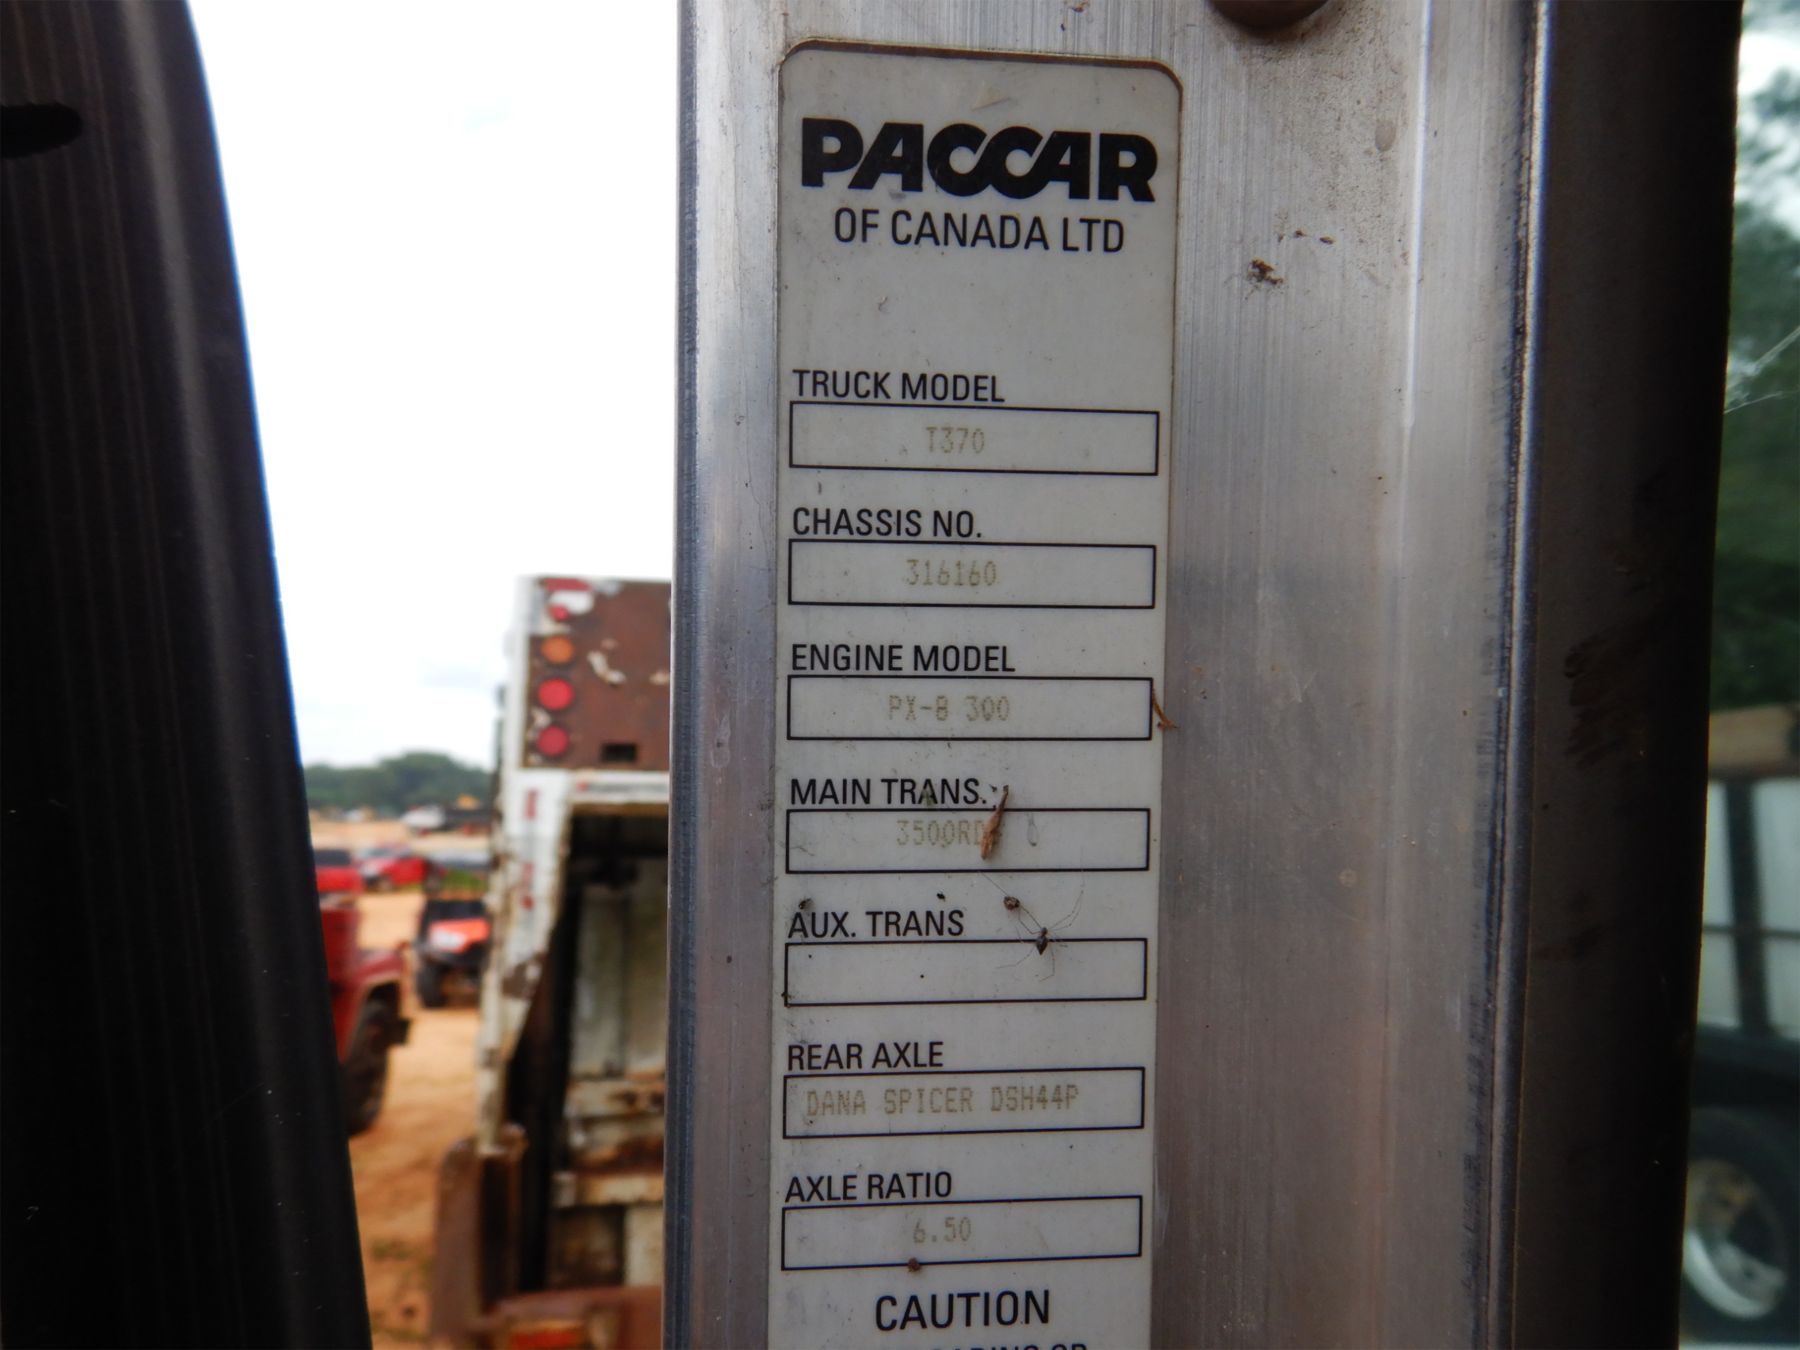 PACCAR
OF CANADA LTD
TRUCK MODEL
T370
CHASSIS NO.
316160
ENGINE MODEL
PX-8 300
MAIN TRANS.
3500RD
AUX. TRANS
REAR AXLE
DANA SPICER DSH44P
AXLE RATIO
6.50
CAUTION